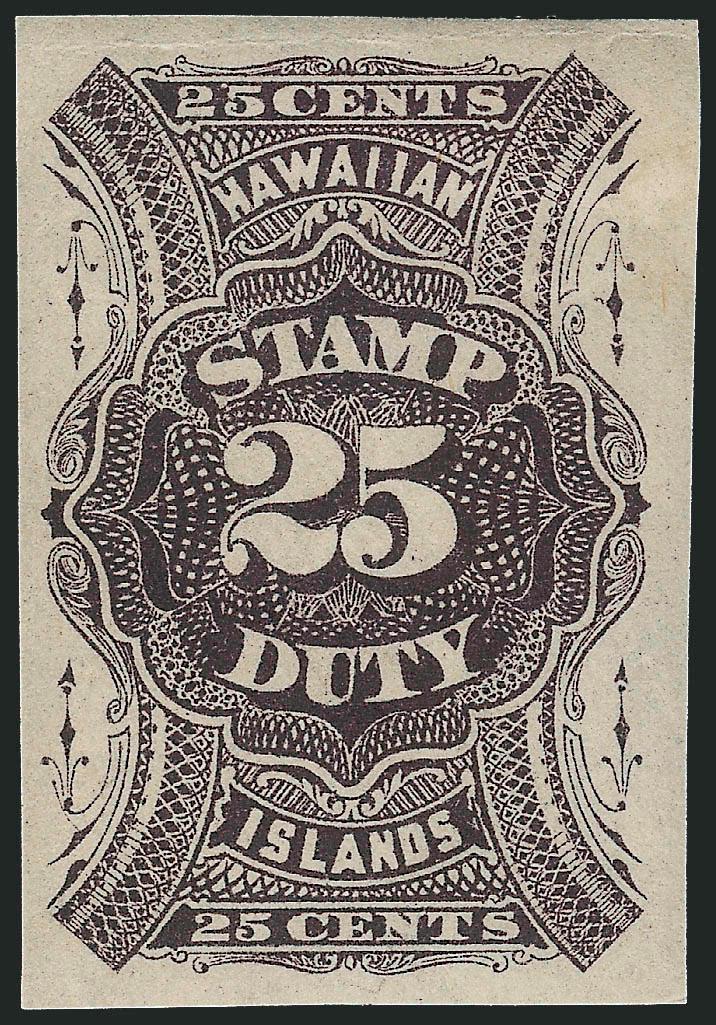 25 CENTS
HAWAIIAN
STAMP
25
DUTY
ISLANDS
25 CENTS